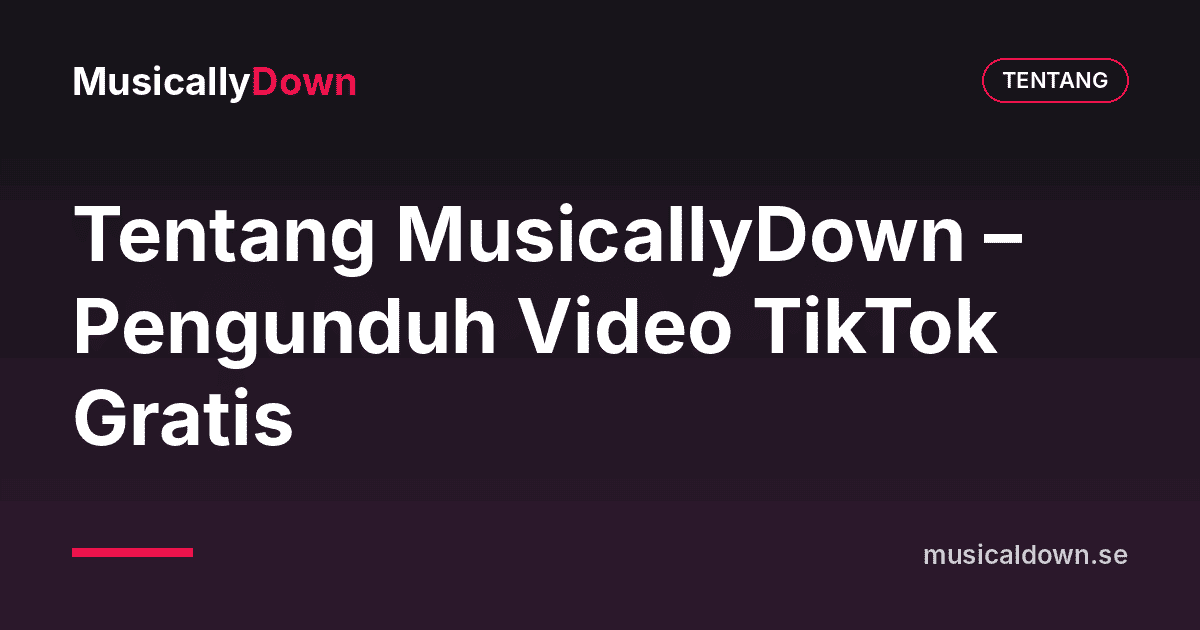 MusicallyDown
TENTANG
Tentang MusicallyDown –
Pengunduh Video TikTok
Gratis
musicaldown.se